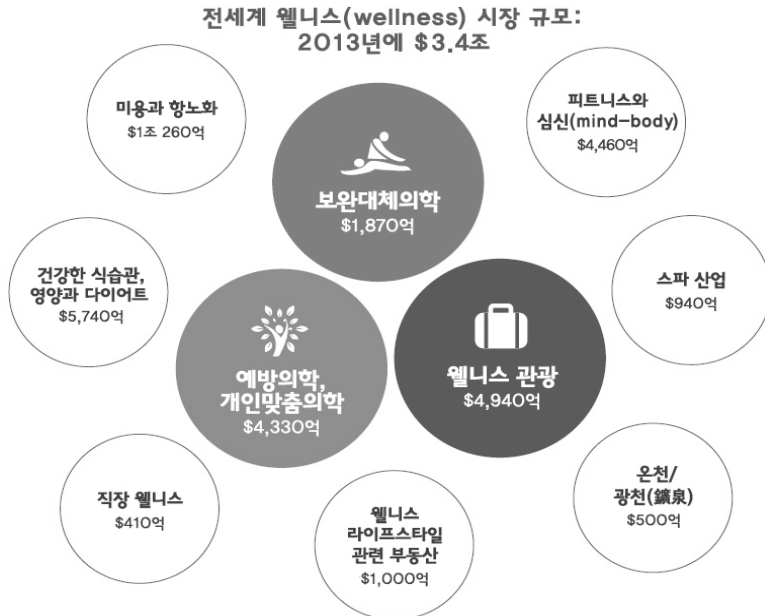 전세계 웰니스(wellness) 시장 규모:
2013년에 $3.4조
미용과 항노화
$1조 260억
보완대체의학
$1,870억
피트니스와
심신(mind-body)
$4,460억
건강한 식습관,
영양과 다이어트
$5,740억
예방의학,
개인맞춤의학
$4,330억
웰니스 관광
$4,940억
스파 산업
$940억
직장 웰니스
$410억
웰니스
라이프스타일
관련 부동산
$1,000억
온천/
광천(鑛泉)
$500억